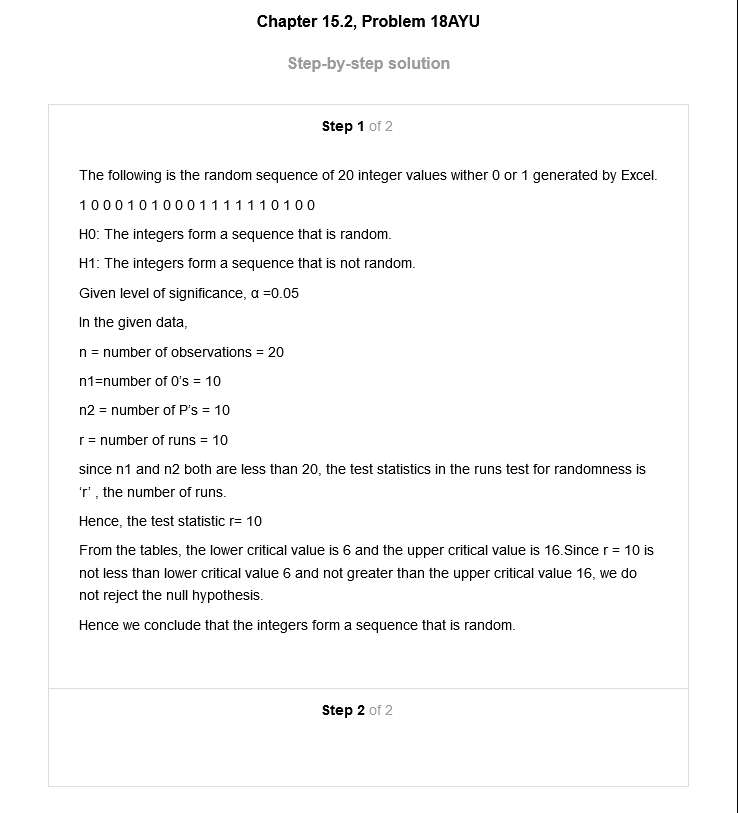 Chapter 15.2, Problem 18AYU
Step-by-step solution
Step 1 of 2
The following is the random sequence of 20 integer values wither 0 or 1 generated by Excel.
1 0 0 0 1 0 1 0 0 0 1 1 1 1 1 1 0 1 0 0
H0: The integers form a sequence that is random.
H1: The integers form a sequence that is not random.
Given level of significance, α =0.05
In the given data,
n = number of observations = 20
n1=number of 0's = 10
n2 = number of P's = 10
r = number of runs = 10
since n1 and n2 both are less than 20, the test statistics in the runs test for randomness is
‘r’ , the number of runs.
Hence, the test statistic r= 10
From the tables, the lower critical value is 6 and the upper critical value is 16.Since r = 10 is
not less than lower critical value 6 and not greater than the upper critical value 16, we do
not reject the null hypothesis.
Hence we conclude that the integers form a sequence that is random.
Step 2 of 2